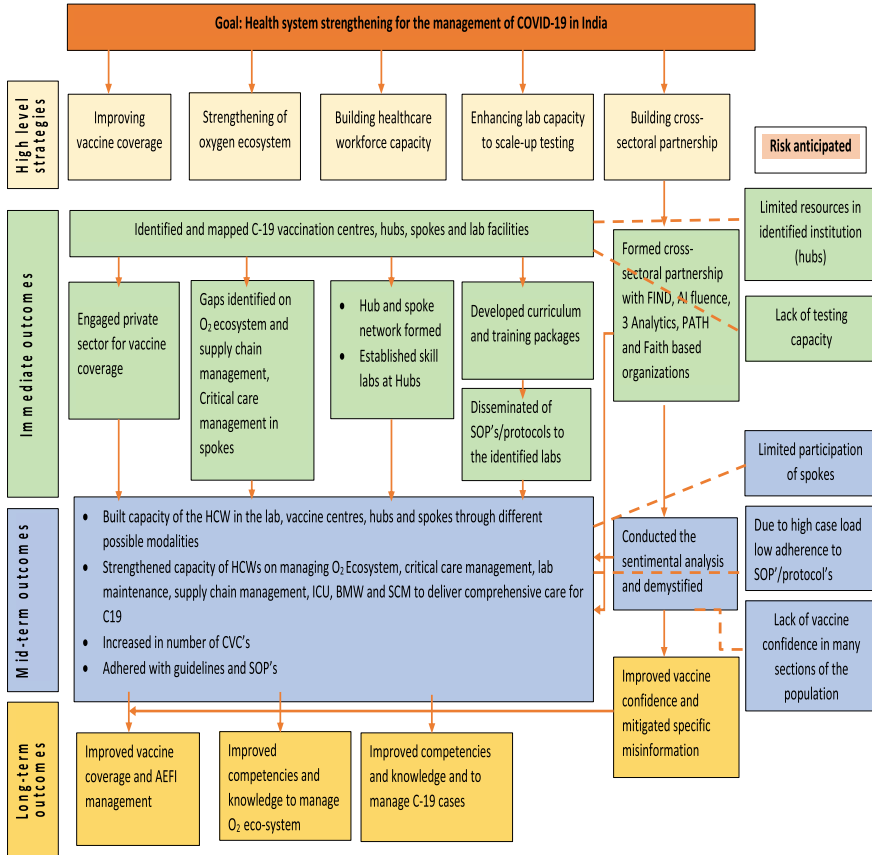 Goal: Health system strengthening for the management of COVID-19 in India
High level
strategies
Improving
vaccine coverage
Strengthening of
oxygen ecosystem
Building healthcare
workforce capacity
Enhancing lab capacity
to scale-up testing
Building cross-
sectoral partnership
Risk anticipated
Immediate outcomes
Identified and mapped C-19 vaccination centres, hubs, spokes and lab facilities
Engaged private
sector for vaccine
coverage
Gaps identified on
O₂ ecosystem and
supply chain
management,
Critical care
management in
spokes
• Hub and spoke
network formed
• Established skill
labs at Hubs
Developed curriculum
and training packages
Disseminated of
SOP's/protocols to
the identified labs
Formed cross-
sectoral partnership
with FIND, AI fluence,
3 Analytics, PATH
and Faith based
organizations
Limited resources in
identified institution
(hubs)
Lack of testing
capacity
Mid-term outcomes
• Built capacity of the HCW in the lab, vaccine centres, hubs and spokes through different
possible modalities
• Strengthened capacity of HCWs on managing O₂ Ecosystem, critical care management, lab
maintenance, supply chain management, ICU, BMW and SCM to deliver comprehensive care for
C19
• Increased in number of CVC's
• Adhered with guidelines and SOP's
Conducted the
sentimental analysis
and demystified
Limited participation
of spokes
Due to high case load
low adherence to
SOP'/protocol's
Lack of vaccine
confidence in many
sections of the
population
Long-term
outcomes
Improved vaccine
coverage and AEFI
management
Improved
competencies and
knowledge to manage
O₂ eco-system
Improved competencies
and knowledge and to
manage C-19 cases
Improved vaccine
confidence and
mitigated specific
misinformation